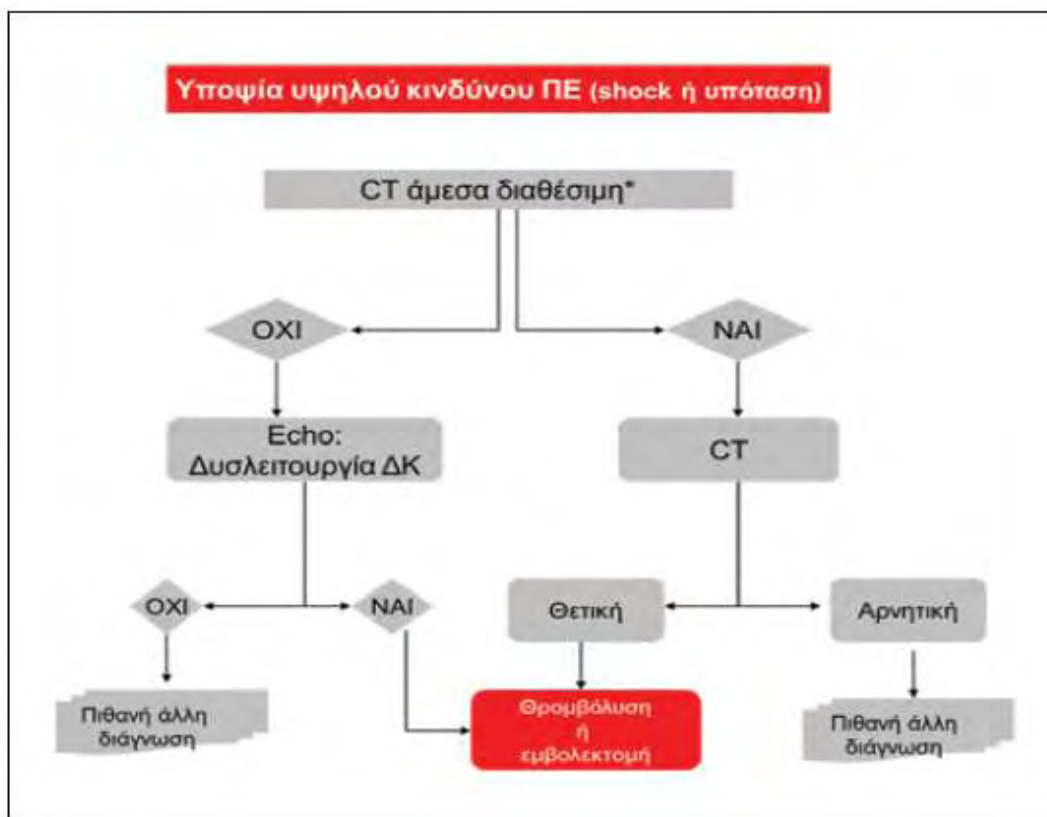 Υποψία υψηλού κινδύνου ΠΕ (shock ή υπόταση)
CT άμεσα διαθέσιμη*
ΟΧΙ
ΝΑΙ
Echo:
Δυσλειτουργία ΔΚ
CT
ΟΧΙ
ΝΑΙ
Θετική
Αρνητική
Πιθανή άλλη
διάγνωση
Θρομβόλυση
ή
εμβολεκτομή
Πιθανή άλλη
διάγνωση